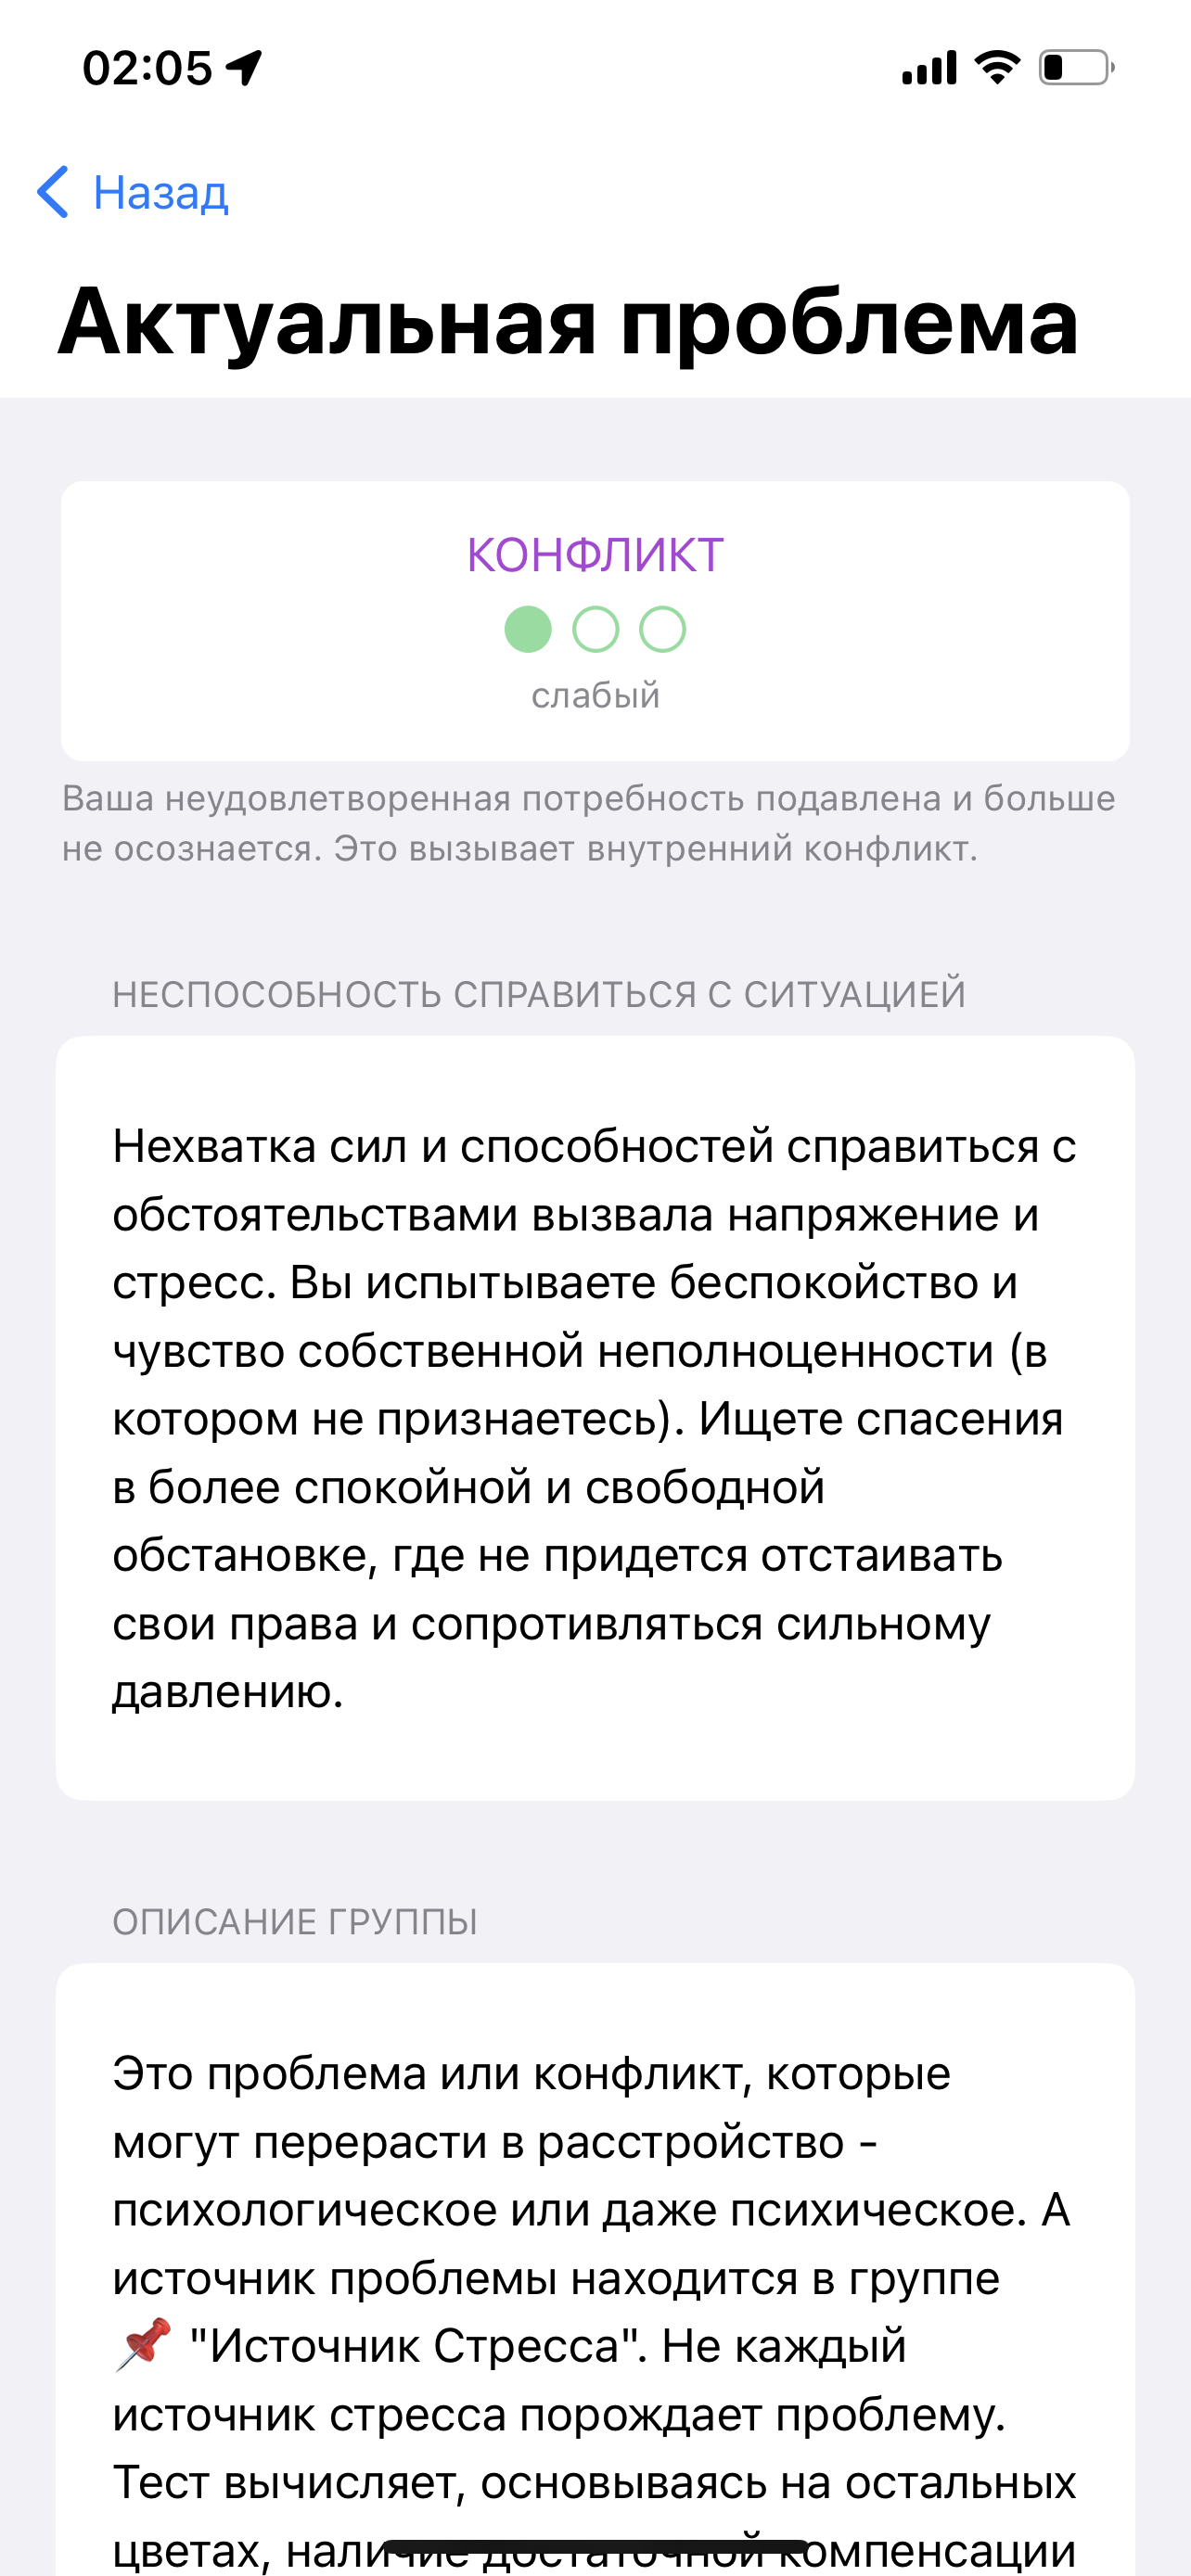 02:05
Назад
Актуальная проблема
КОНФЛИКТ
слабый
Ваша неудовлетворенная потребность подавлена и больше
не осознается. Это вызывает внутренний конфликт.
НЕСПОСОБНОСТЬ СПРАВИТЬСЯ С СИТУАЦИЕЙ
Нехватка сил и способностей справиться с
обстоятельствами вызвала напряжение и
стресс. Вы испытываете беспокойство и
чувство собственной неполноценности (в
котором не признаетесь). Ищете спасения
в более спокойной и свободной
обстановке, где не придется отстаивать
свои права и сопротивляться сильному
давлению.
ОПИСАНИЕ ГРУППЫ
Это проблема или конфликт, которые
могут перерасти в расстройство -
психологическое или даже психическое. А
источник проблемы находится в группе
📌 "Источник Стресса". Не каждый
источник стресса порождает проблему.
Тест вычисляет, основываясь на остальных
цветах, наличие достаточной компенсации